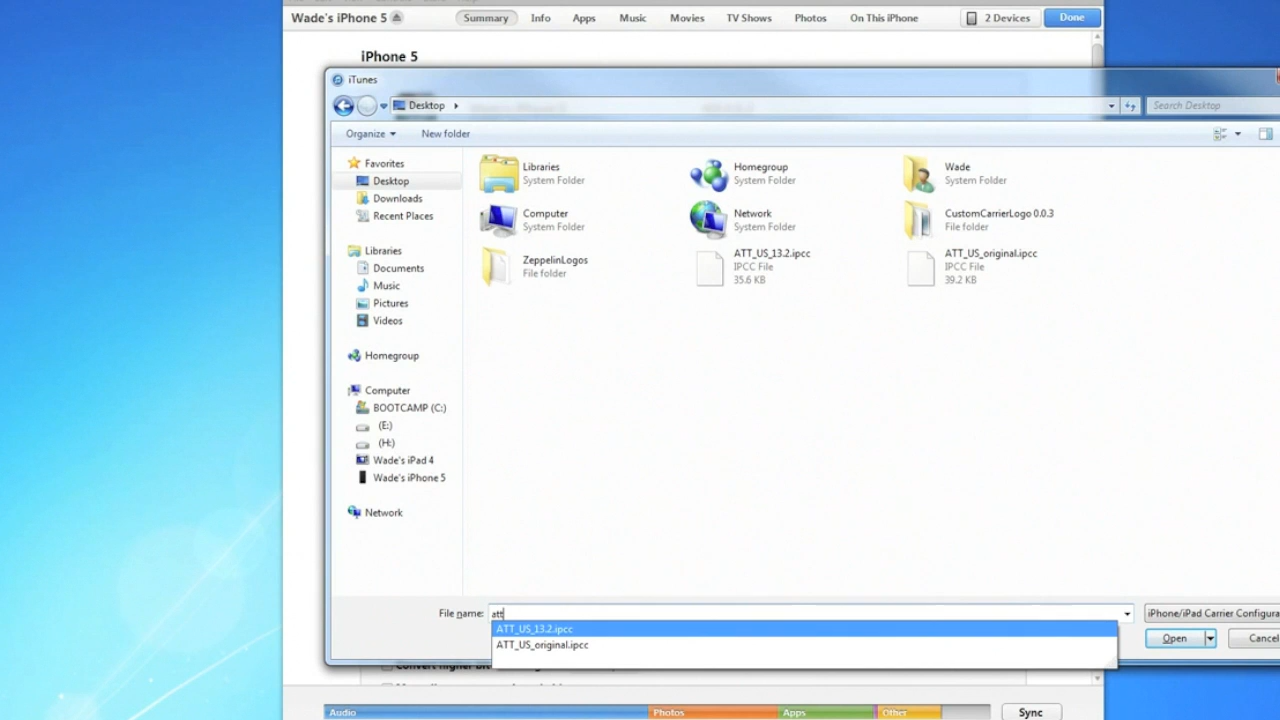 Wade's iPhone 5 Summary Info Apps Music Movies TV Shows Photos On This iPhone 2 Devices Done
iPhone 5
iTunes
Desktop Search Desktop
Organize New folder
Favorites
Desktop
Downloads
Recent Places
Libraries
Documents
Music
Pictures
Videos
Homegroup
Computer
BOOTCAMP (C:)
(E:)
(H:)
Wade's iPad 4
Wade's iPhone 5
Network
Libraries
System Folder
Homegroup
System Folder
Wade
System Folder
Computer
System Folder
Network
System Folder
CustomCarrierLogo 0.0.3
File folder
ZeppelinLogos
File folder
ATT_US_13.2.ipcc
IPCC File
35.6 KB
ATT_US_original.ipcc
IPCC File
39.2 KB
File name: att iPhone/iPad Carrier Configura
ATT_US_13.2.ipcc
ATT_US_original.ipcc
Open Cancel
Convert higher bit
Audio Photos Apps Other Sync